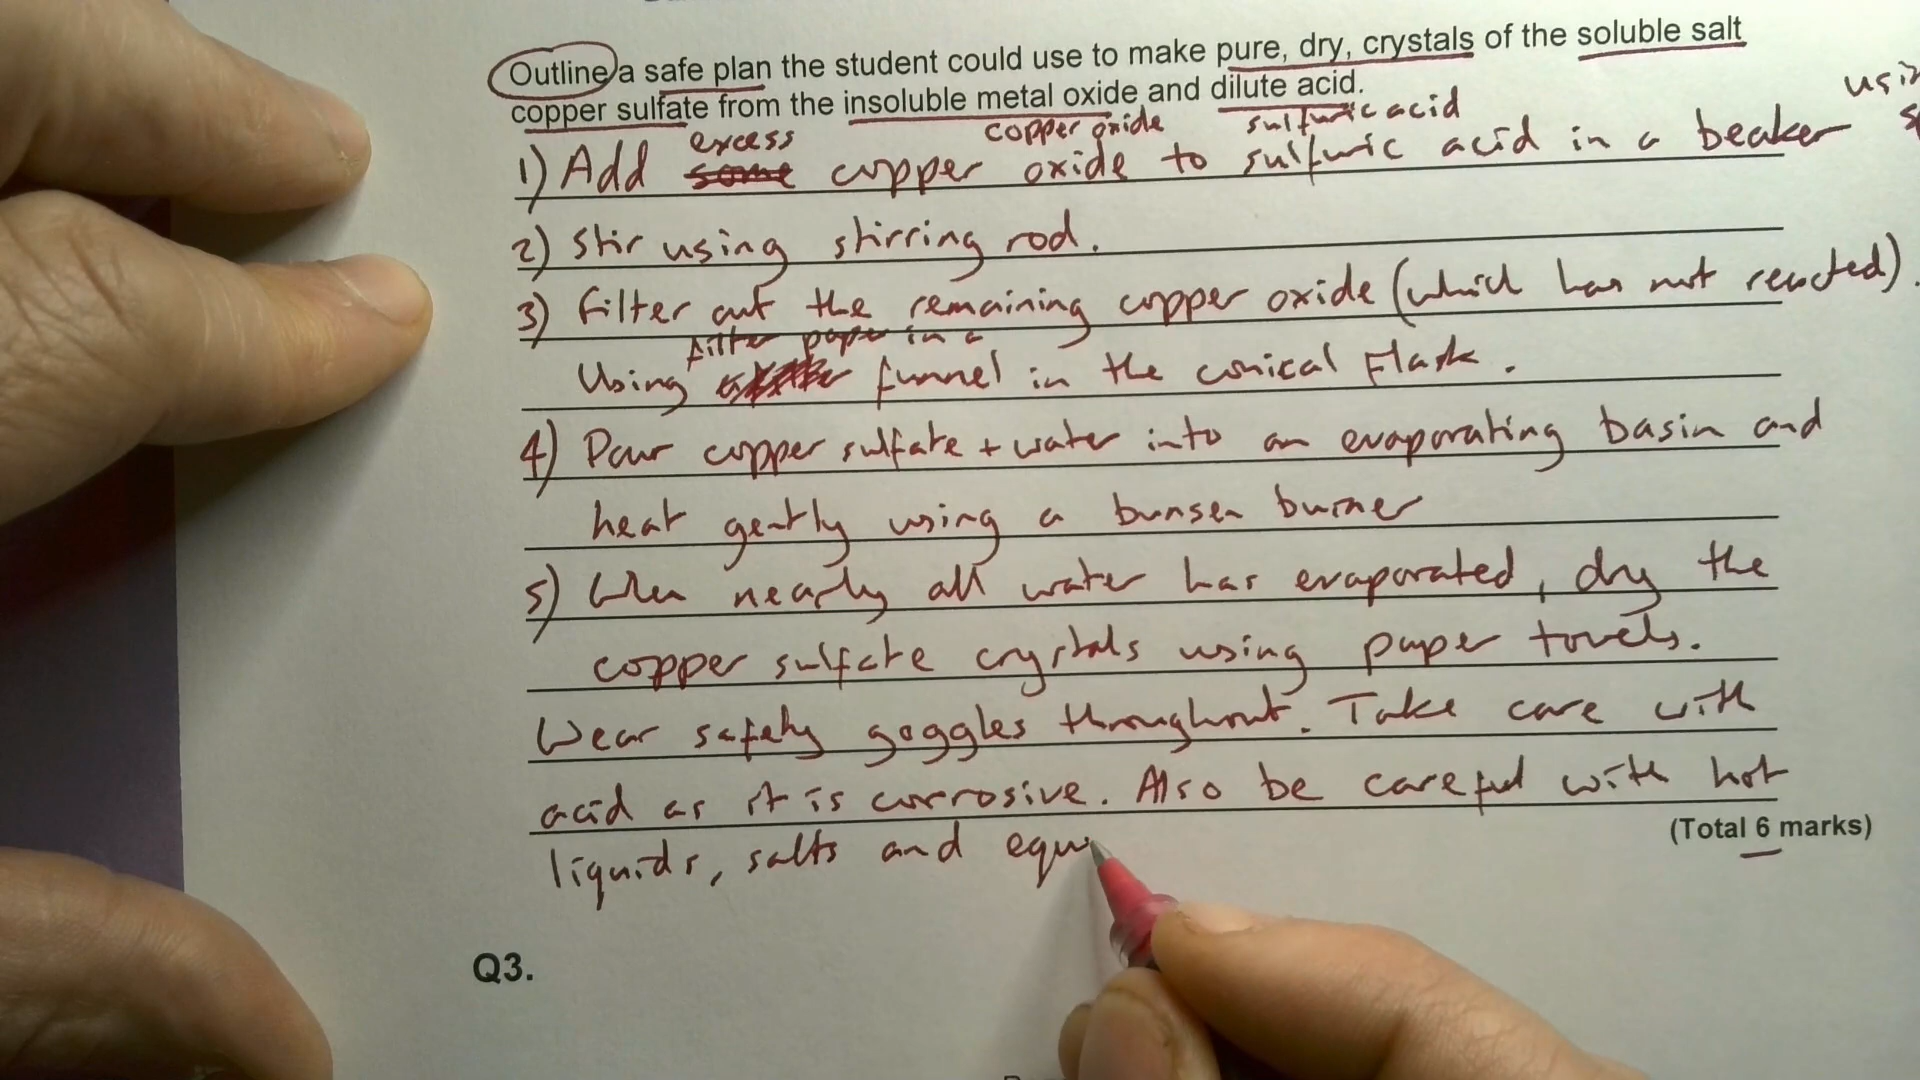 Outline a safe plan the student could use to make pure, dry, crystals of the soluble salt
copper sulfate from the insoluble metal oxide and dilute acid.
copper oxide sulfuric acid
excess
1) Add some copper oxide to sulfuric acid in a beaker
2) Stir using stirring rod.
3) Filter out the remaining copper oxide (which has not reacted).
filter paper in a
Using funnel in the conical Flask.
4) Pour copper sulfate + water into an evaporating basin and
heat gently using a bunsen burner
5) When nearly all water has evaporated, dry the
copper sulfate crystals using paper towels.
Wear safety goggles throughout. Take care with
acid as it is corrosive. Also be careful with hot
(Total 6 marks)
liquids, salts and equ
Q3.